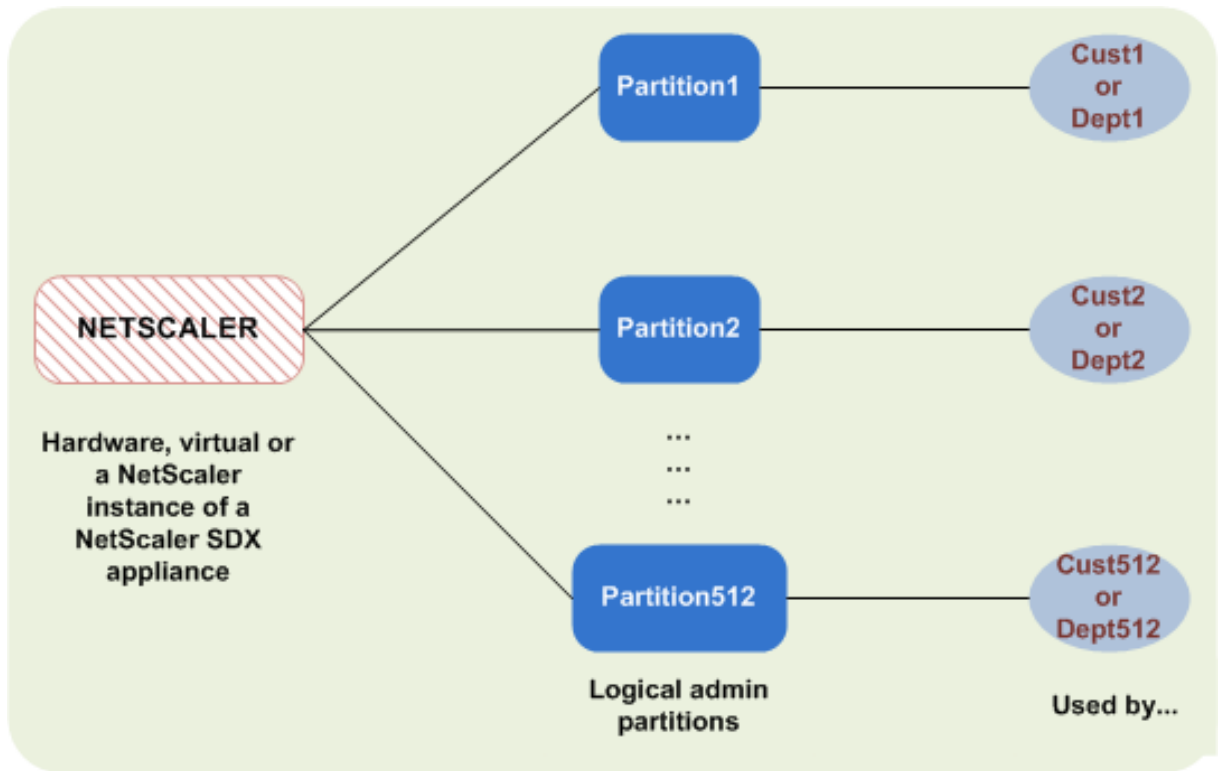 Partition1
Cust1
or
Dept1
NETSCALER
Partition2
Cust2
or
Dept2
Hardware, virtual or
a NetScaler
instance of a
NetScaler SDX
appliance
...
...
...
Partition512
Cust512
or
Dept512
Logical admin
partitions
Used by...